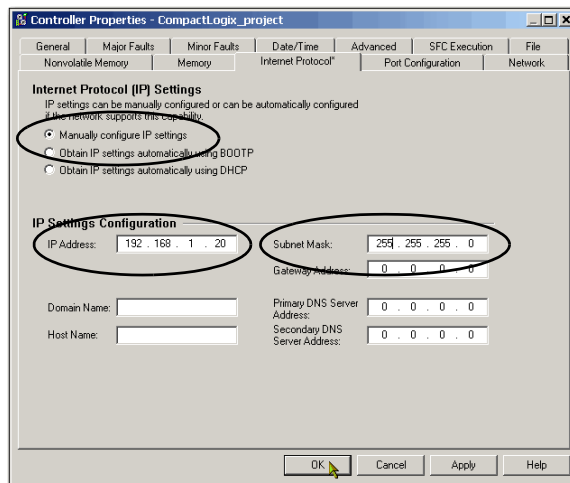 Controller Properties - CompactLogix_project
General Major Faults Minor Faults Date/Time Advanced SFC Execution File
Nonvolatile Memory Memory Internet Protocol* Port Configuration Network
Internet Protocol (IP) Settings
IP settings can be manually configured or can be automatically configured
if the network supports this capability.
Manually configure IP settings
Obtain IP settings automatically using BOOTP
Obtain IP settings automatically using DHCP
IP Settings Configuration
IP Address: 192 . 168 . 1 . 20 Subnet Mask: 255 . 255 . 255 . 0
Gateway Address: 0 . 0 . 0 . 0
Domain Name: Primary DNS Server Address: 0 . 0 . 0 . 0
Host Name: Secondary DNS Server Address: 0 . 0 . 0 . 0
OK Cancel Apply Help